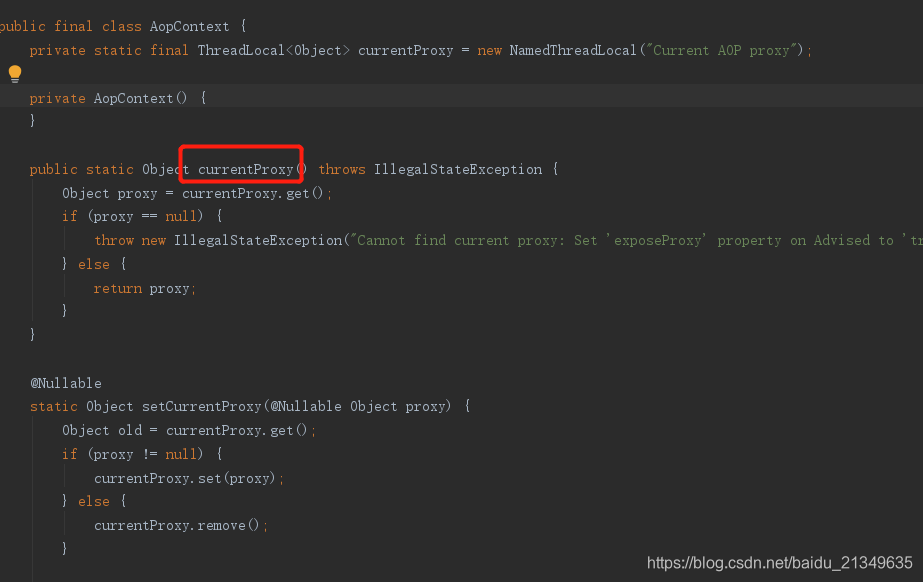 public final class AopContext {
private static final ThreadLocal<Object> currentProxy = new NamedThreadLocal("Current AOP proxy");
private AopContext() {
}
public static Object currentProxy() throws IllegalStateException {
Object proxy = currentProxy.get();
if (proxy == null) {
throw new IllegalStateException("Cannot find current proxy: Set 'exposeProxy' property on Advised to 'tr
} else {
return proxy;
}
}
@Nullable
static Object setCurrentProxy(@Nullable Object proxy) {
Object old = currentProxy.get();
if (proxy != null) {
currentProxy.set(proxy);
} else {
currentProxy.remove();
}
https://blog.csdn.net/baidu_21349635